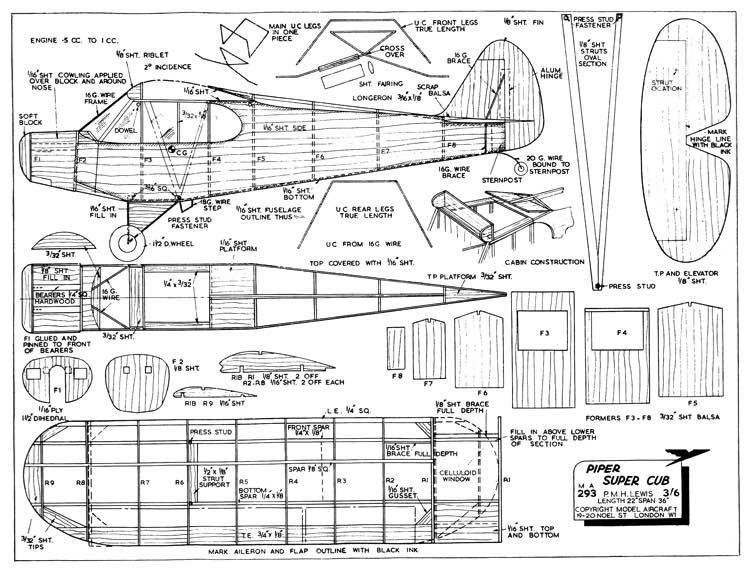 ENGINE ·5 CC. TO 1 CC.
1/8" SHT. RIBLET
2° INCIDENCE
MAIN U C LEGS
IN ONE
PIECE
U C FRONT LEGS
TRUE LENGTH
CROSS
OVER
SHT. FAIRING
1/8" SHT. FIN
16 G.
BRACE
SCRAP
BALSA
ALUM
HINGE
PRESS STUD
FASTENER
1/8" SHT
STRUTS
OVAL
SECTION
STRUT
LOCATION
MARK
HINGE LINE
WITH BLACK
INK
1/16" SHT COWLING APPLIED
OVER BLOCK AND AROUND
NOSE
16 G. WIRE
FRAME
1/16" SHT.
LONGERON 3/16 X 1/8"
SOFT
BLOCK
DOWEL
3/32 X 1/8
1/16" SHT SIDE
C G
F1
F2
F3
F4
F5
F6
F7
F8
3/16 SQ.
1/16" SHT.
FILL IN
18G. WIRE
STEP
PRESS STUD
FASTENER
1/16" SHT. FUSELAGE
OUTLINE THUS
1/16" SHT.
BOTTOM
16G. WIRE
BRACE
STERNPOST
20 G. WIRE
BOUND TO
STERNPOST
1 1/2 D. WHEEL
U C REAR LEGS
TRUE LENGTH
U C FROM 16G. WIRE
CABIN CONSTRUCTION
PRESS STUD
T.P AND ELEVATOR
1/8" SHT.
3/32" SHT.
1/16" SHT
PLATFORM
TOP COVERED WITH 1/16" SHT.
T.P PLATFORM 3/32" SHT.
1/8" SHT
FILL IN
BEARERS 1/4" SQ.
HARDWOOD
16 G.
WIRE
1/4" X 3/32"
3/32" SHT.
F1 GLUED AND
PINNED TO FRONT
OF BEARERS
F1
1/16 PLY
F 2
1/8" SHT.
RIB R1 1/8" SHT. 2 OFF
R2-R8 1/16" SHT. 2 OFF EACH
RIB R 9 1/16" SHT
F8
F7
F6
F3
F4
F5
FORMERS F3 - F8 3/32" SHT BALSA
1 1/2" DIHEDRAL
L.E. 1/4" SQ.
1/8" SHT BRACE
FULL DEPTH
PRESS STUD
FRONT SPAR
1/4" X 1/8"
1/16" SHT.
BRACE FULL DEPTH
FILL IN ABOVE LOWER
SPARS TO FULL DEPTH
OF SECTION
R9
R8
R7
R6
1/2" X 1/8"
STRUT
SUPPORT
R5
BOTTOM
SPAR 1/4 X 1/8
SPAR 1/8" SQ.
R4
R3
R2
R1
1/16" SHT
GUSSET
CELLULOID
WINDOW
R1
3/32" SHT.
TIPS
T.E. 3/4" X 1/4"
1/16" SHT TOP
AND BOTTOM
MARK AILERON AND FLAP OUTLINE WITH BLACK INK
PIPER
SUPER CUB
M A
293 P.M.H. LEWIS 3/6
LENGTH 22" SPAN 36"
COPYRIGHT MODEL AIRCRAFT
19-20 NOEL ST LONDON W1